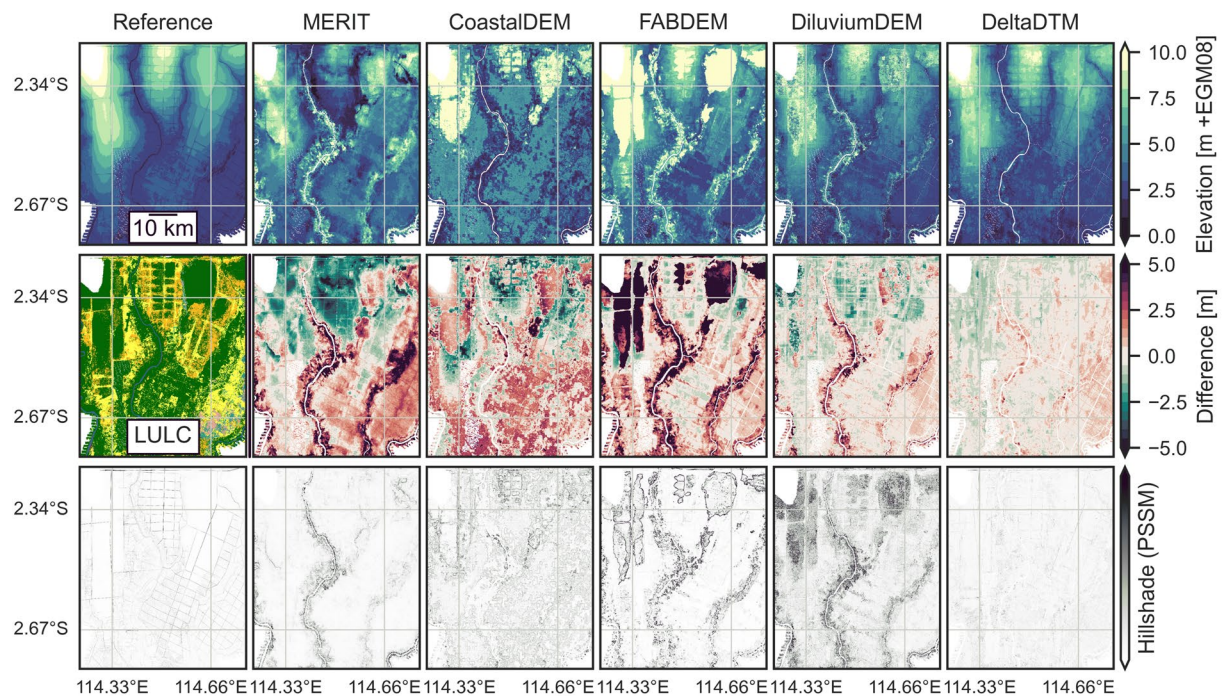 Reference MERIT CoastalDEM FABDEM DiluviumDEM DeltaDTM
2.34°S
2.67°S
10 km
10.0
7.5
5.0
2.5
0.0
Elevation [m +EGM08]
2.34°S
2.67°S
LULC
5.0
2.5
0.0
−2.5
−5.0
Difference [m]
2.34°S
2.67°S
Hillshade (PSSM)
114.33°E 114.66°E 114.33°E 114.66°E 114.33°E 114.66°E 114.33°E 114.66°E 114.33°E 114.66°E 114.33°E 114.66°E